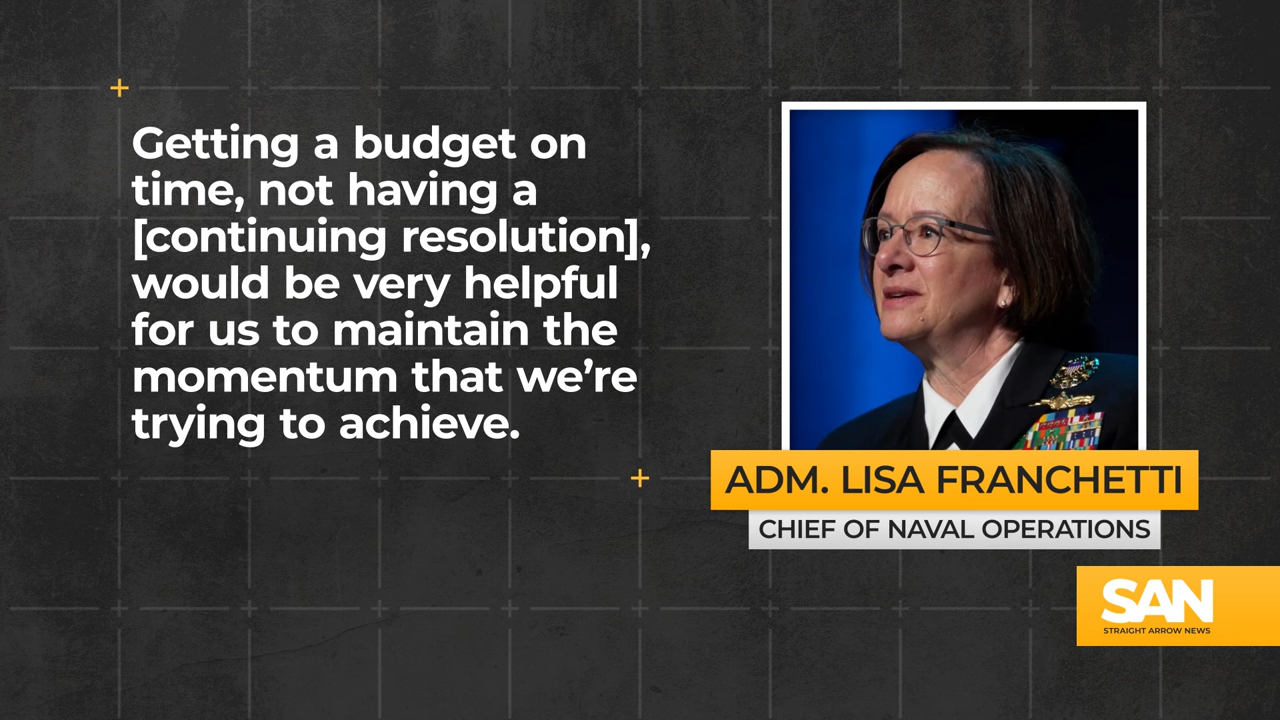 Getting a budget on
time, not having a
[continuing resolution],
would be very helpful
for us to maintain the
momentum that we’re
trying to achieve.
ADM. LISA FRANCHETTI
CHIEF OF NAVAL OPERATIONS
SAN
STRAIGHT ARROW NEWS